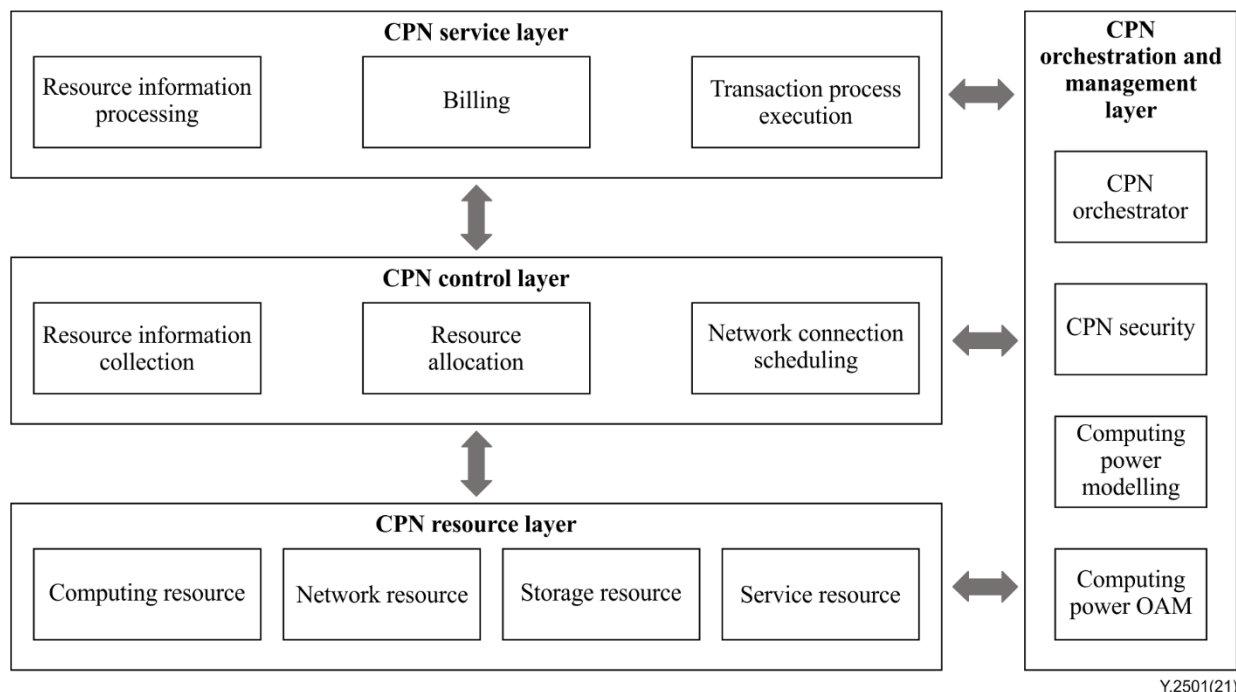 CPN service layer
Resource information
processing
Billing
Transaction process
execution
CPN control layer
Resource information
collection
Resource
allocation
Network connection
scheduling
CPN resource layer
Computing resource
Network resource
Storage resource
Service resource
CPN
orchestration and
management
layer
CPN
orchestrator
CPN security
Computing
power
modelling
Computing
power OAM
Y.2501(21)